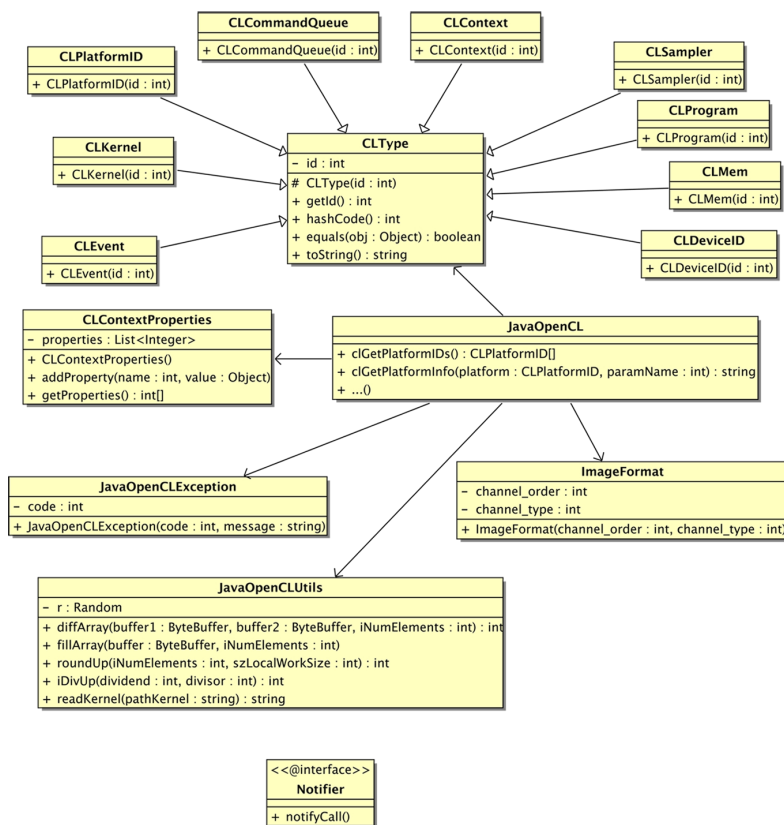 CLCommandQueue
+ CLCommandQueue(id : int)
CLContext
+ CLContext(id : int)
CLPlatformID
+ CLPlatformID(id : int)
CLSampler
+ CLSampler(id : int)
CLProgram
+ CLProgram(id : int)
CLKernel
+ CLKernel(id : int)
CLType
- id : int
# CLType(id : int)
+ getId() : int
+ hashCode() : int
+ equals(obj : Object) : boolean
+ toString() : string
CLMem
+ CLMem(id : int)
CLEvent
+ CLEvent(id : int)
CLDeviceID
+ CLDeviceID(id : int)
CLContextProperties
- properties : List<Integer>
+ CLContextProperties()
+ addProperty(name : int, value : Object)
+ getProperties() : int[]
JavaOpenCL
+ clGetPlatformIDs() : CLPlatformID[]
+ clGetPlatformInfo(platform : CLPlatformID, paramName : int) : string
+ ...()
JavaOpenCLException
- code : int
+ JavaOpenCLException(code : int, message : string)
ImageFormat
- channel_order : int
- channel_type : int
+ ImageFormat(channel_order : int, channel_type : int)
JavaOpenCLUtils
- r : Random
+ diffArray(buffer1 : ByteBuffer, buffer2 : ByteBuffer, iNumElements : int) : int
+ fillArray(buffer : ByteBuffer, iNumElements : int)
+ roundUp(iNumElements : int, szLocalWorkSize : int) : int
+ iDivUp(dividend : int, divisor : int) : int
+ readKernel(pathKernel : string) : string
<<@interface>>
Notifier
+ notifyCall()